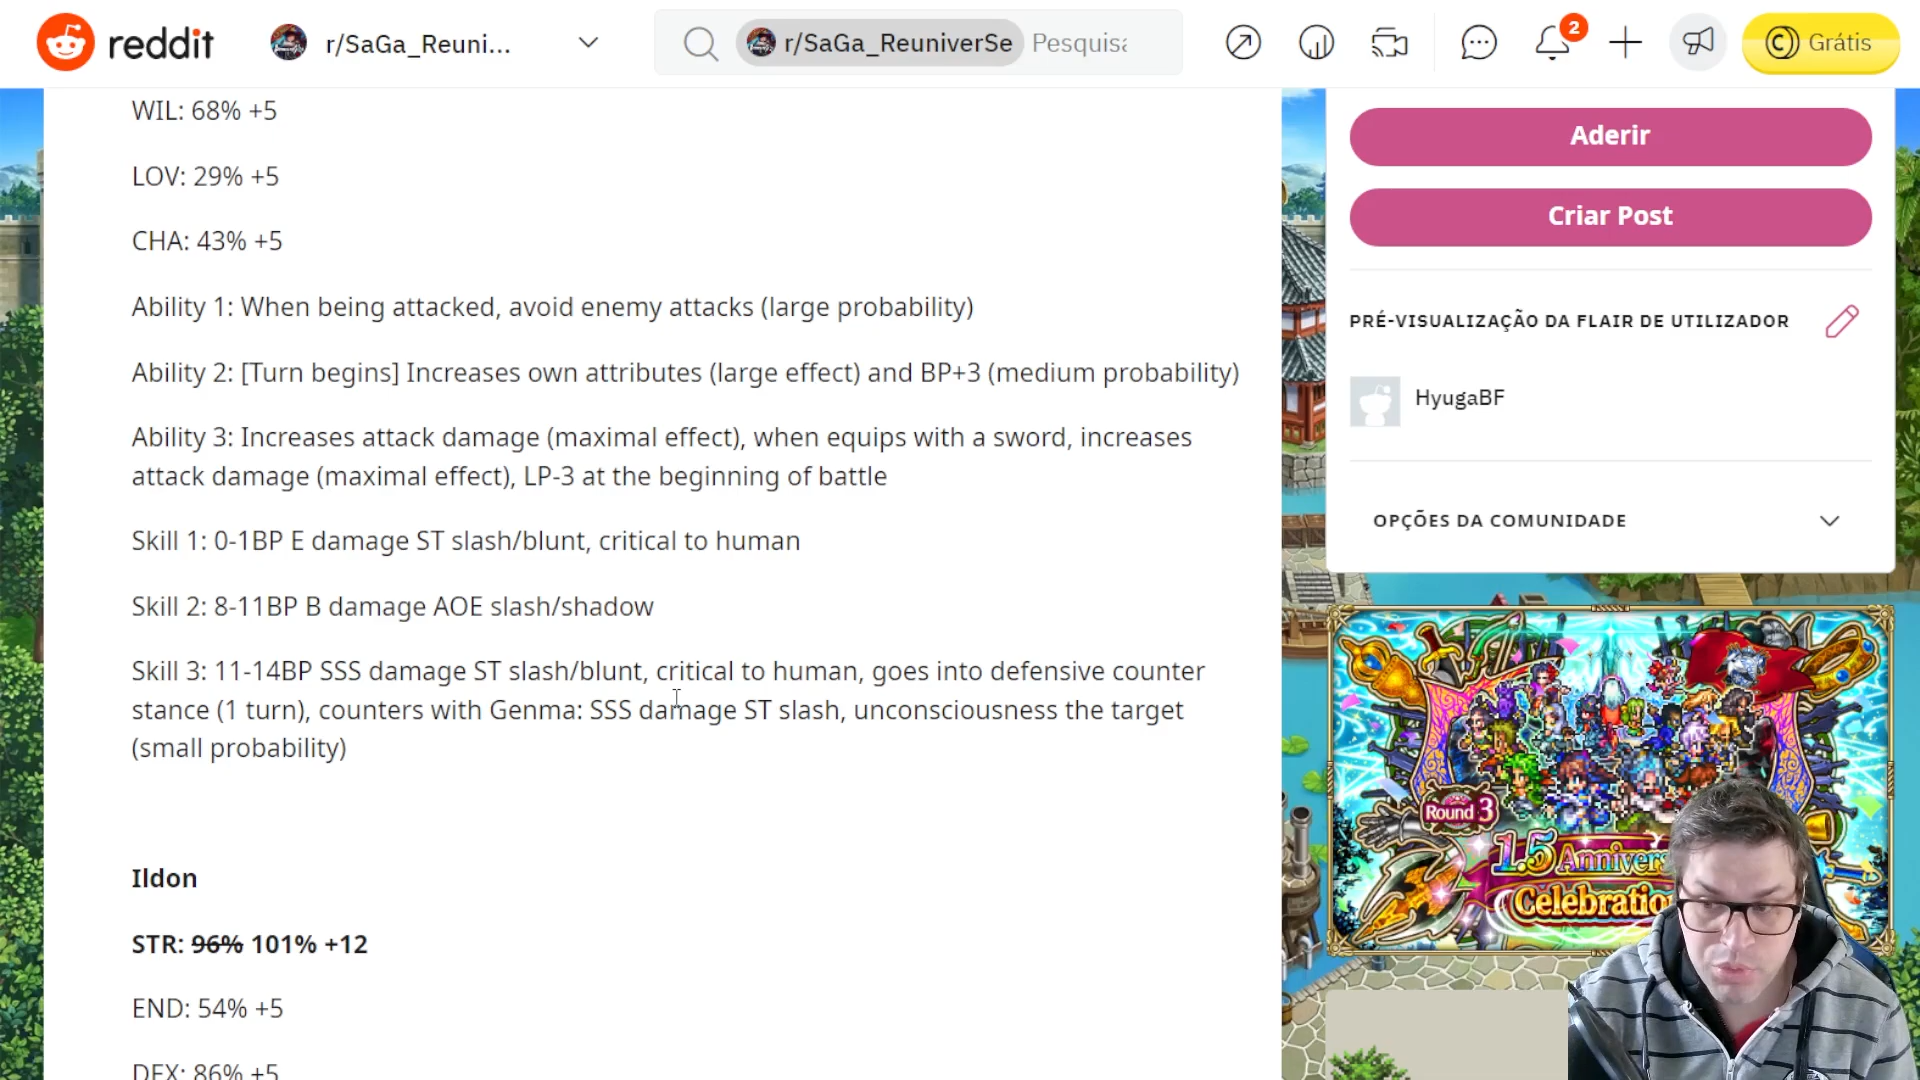 reddit
r/SaGa_Reuni...
r/SaGa_ReuniverSe
Pesquisa
2
Grátis
WIL: 68% +5
LOV: 29% +5
CHA: 43% +5
Ability 1: When being attacked, avoid enemy attacks (large probability)
Ability 2: [Turn begins] Increases own attributes (large effect) and BP+3 (medium probability)
Ability 3: Increases attack damage (maximal effect), when equips with a sword, increases
attack damage (maximal effect), LP-3 at the beginning of battle
Skill 1: 0-1BP E damage ST slash/blunt, critical to human
Skill 2: 8-11BP B damage AOE slash/shadow
Skill 3: 11-14BP SSS damage ST slash/blunt, critical to human, goes into defensive counter
stance (1 turn), counters with Genma: SSS damage ST slash, unconsciousness the target
(small probability)
Ildon
STR: 96% 101% +12
END: 54% +5
DEX: 86% +5
Aderir
Criar Post
PRÉ-VISUALIZAÇÃO DA FLAIR DE UTILIZADOR
HyugaBF
OPÇÕES DA COMUNIDADE
Round 3
1.5 Annivers
Celebratio